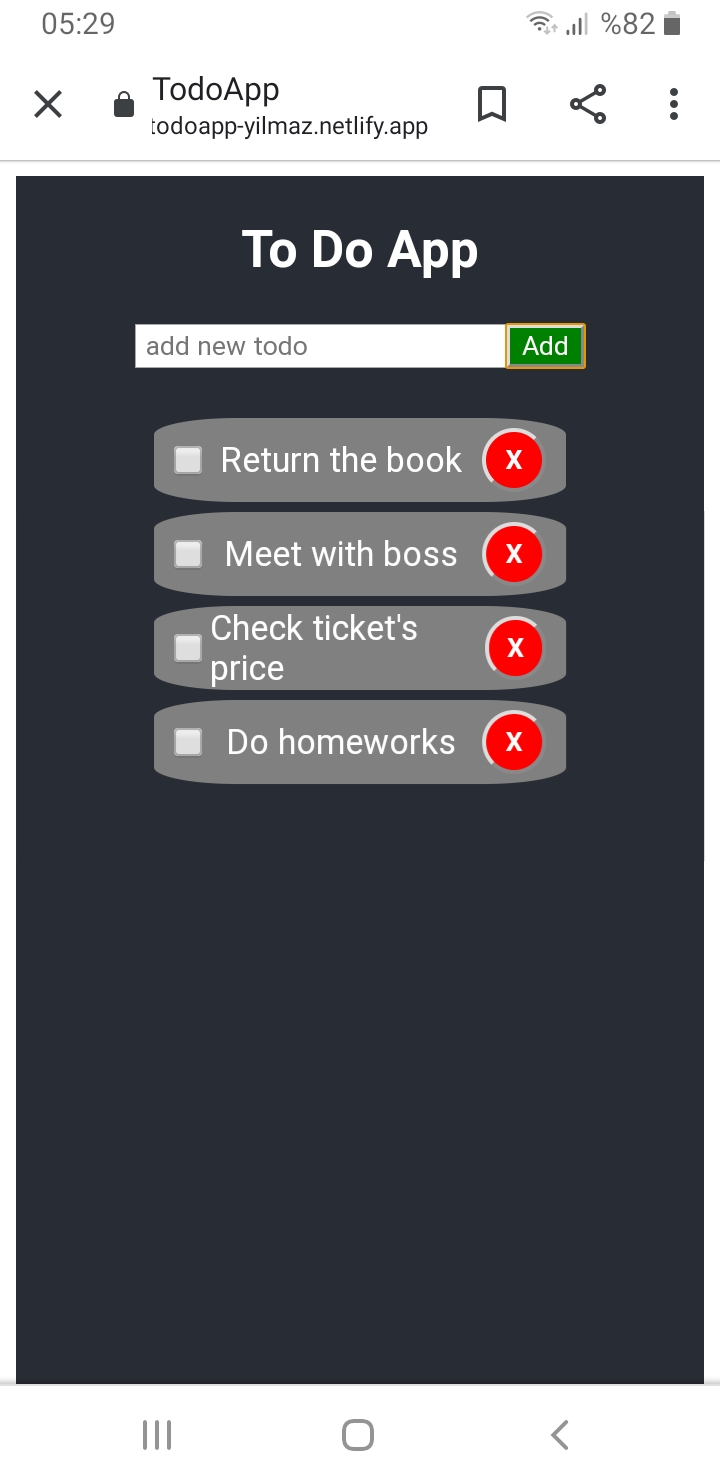 05:29 %82
TodoApp
todoapp-yilmaz.netlify.app
To Do App
add new todo Add
Return the book X
Meet with boss X
Check ticket's
price X
Do homeworks X